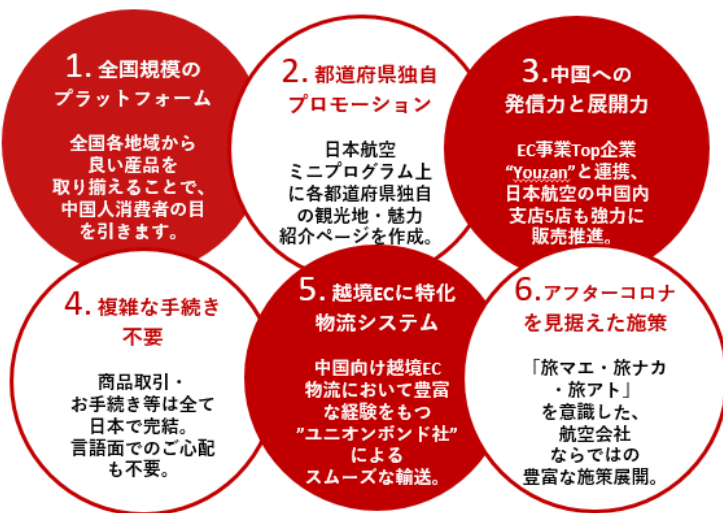 1. 全国規模の
プラットフォーム
全国各地域から
良い産品を
取り揃えることで、
中国人消費者の目
を引きます。
2. 都道府県独自
プロモーション
日本航空
ミニプログラム上
に各都道府県独自
の観光地・魅力
紹介ページを作成。
3.中国への
発信力と展開力
EC事業Top企業
“Youzan”と連携、
日本航空の中国内
支店5店も強力に
販売推進。
4. 複雑な手続き
不要
商品取引・
お手続き等は全て
日本で完結。
言語面でのご心配
も不要。
5. 越境ECに特化
物流システム
中国向け越境EC
物流において豊富
な経験をもつ
”ユニオンボンド社”
による
スムーズな輸送。
6.アフターコロナ
を見据えた施策
「旅マエ・旅ナカ
・旅アト」
を意識した、
航空会社
ならではの
豊富な施策展開。